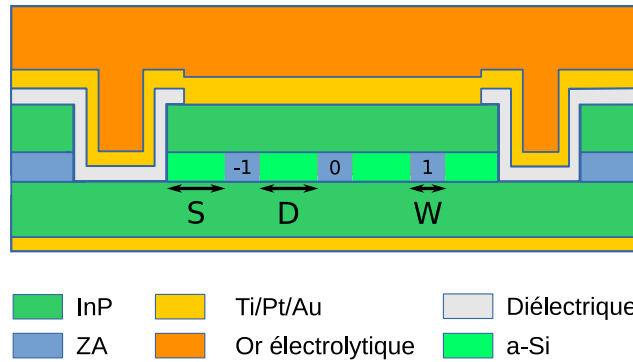 -1 0 1
S D W
InP Ti/Pt/Au Diélectrique
ZA Or électrolytique a-Si